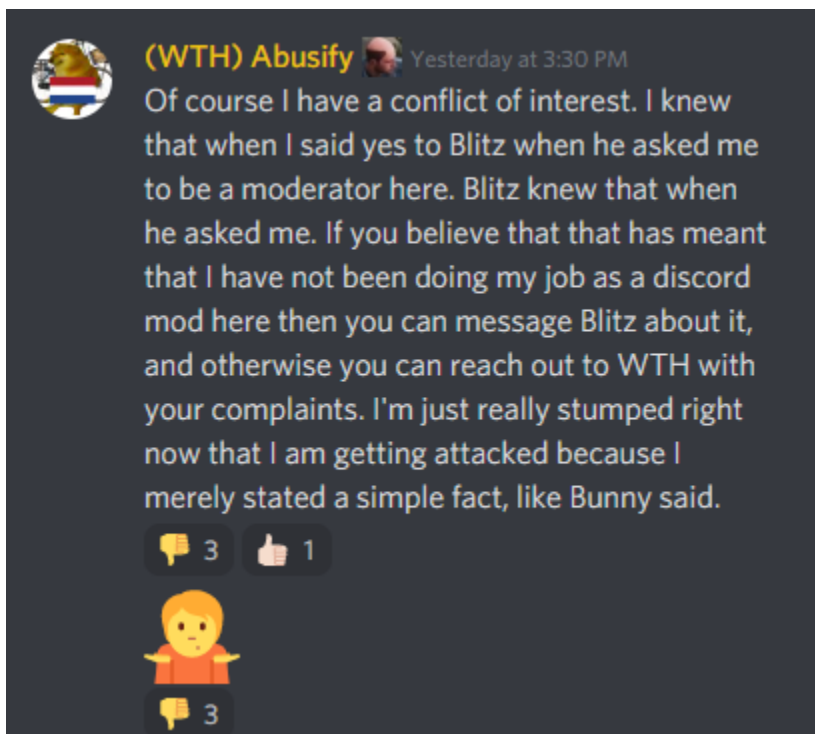 (WTH) Abusify Yesterday at 3:30 PM
Of course I have a conflict of interest. I knew
that when I said yes to Blitz when he asked me
to be a moderator here. Blitz knew that when
he asked me. If you believe that that has meant
that I have not been doing my job as a discord
mod here then you can message Blitz about it,
and otherwise you can reach out to WTH with
your complaints. I'm just really stumped right
now that I am getting attacked because I
merely stated a simple fact, like Bunny said.
3 1
3